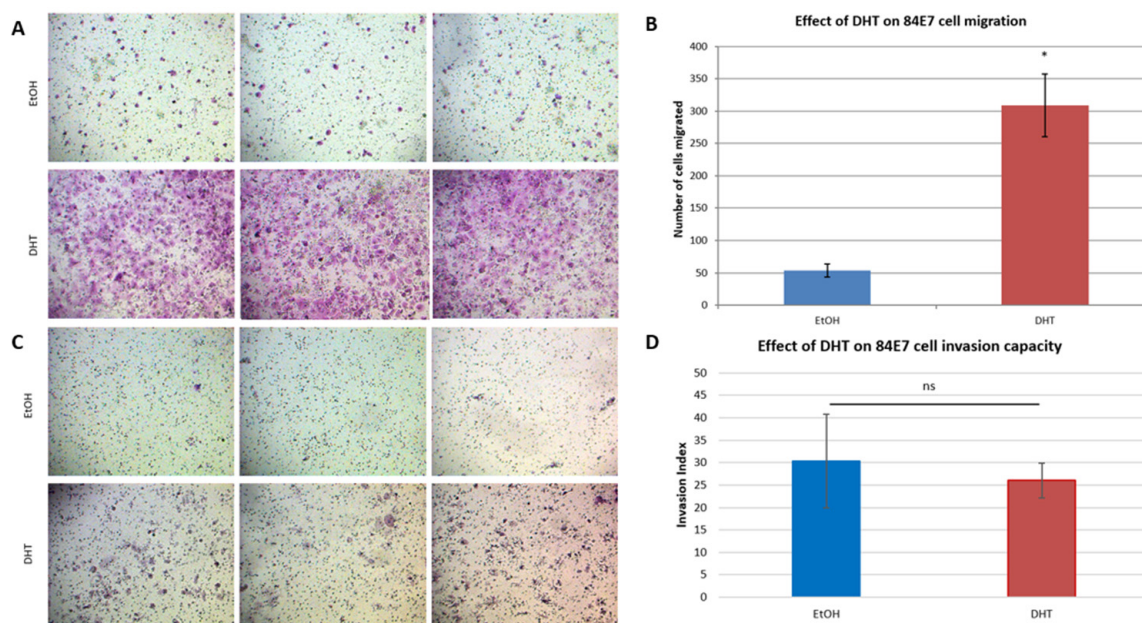 A
EtOH
DHT
B
Effect of DHT on 84E7 cell migration
Number of cells migrated
400
350
300
250
200
150
100
50
0
*
EtOH
DHT
C
EtOH
DHT
D
Effect of DHT on 84E7 cell invasion capacity
Invasion Index
50
45
40
35
30
25
20
15
10
5
0
ns
EtOH
DHT